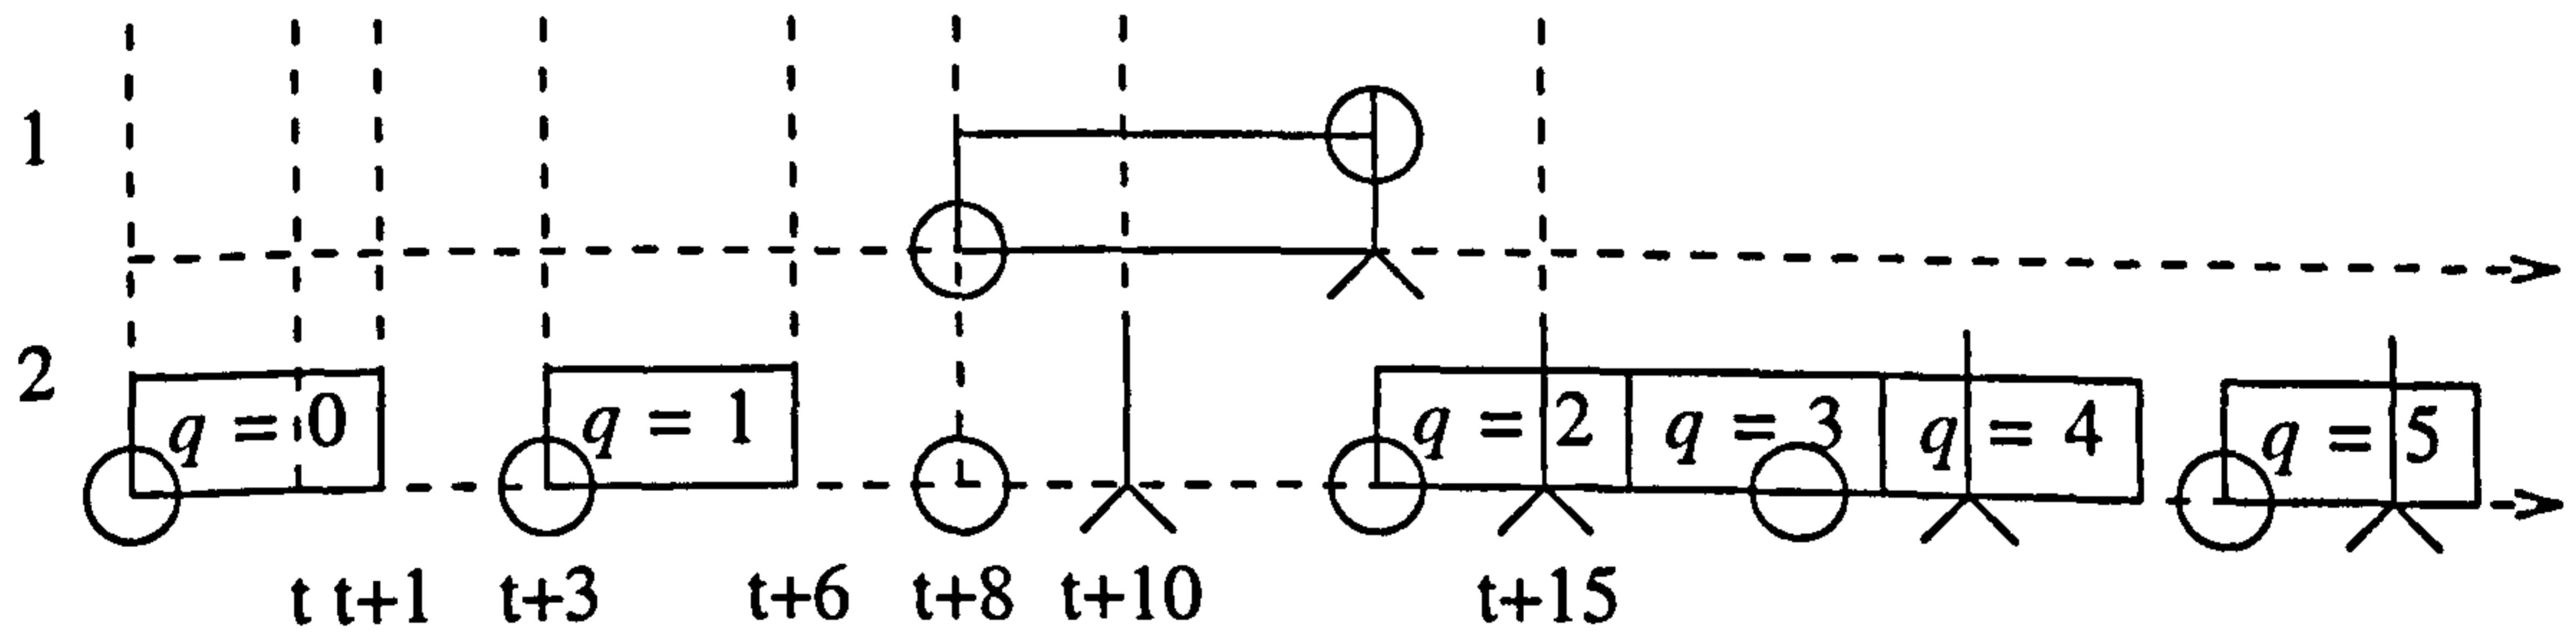 1
2
q = 0 q = 1 q = 2 q = 3 q = 4 q = 5
t t+1 t+3 t+6 t+8 t+10 t+15